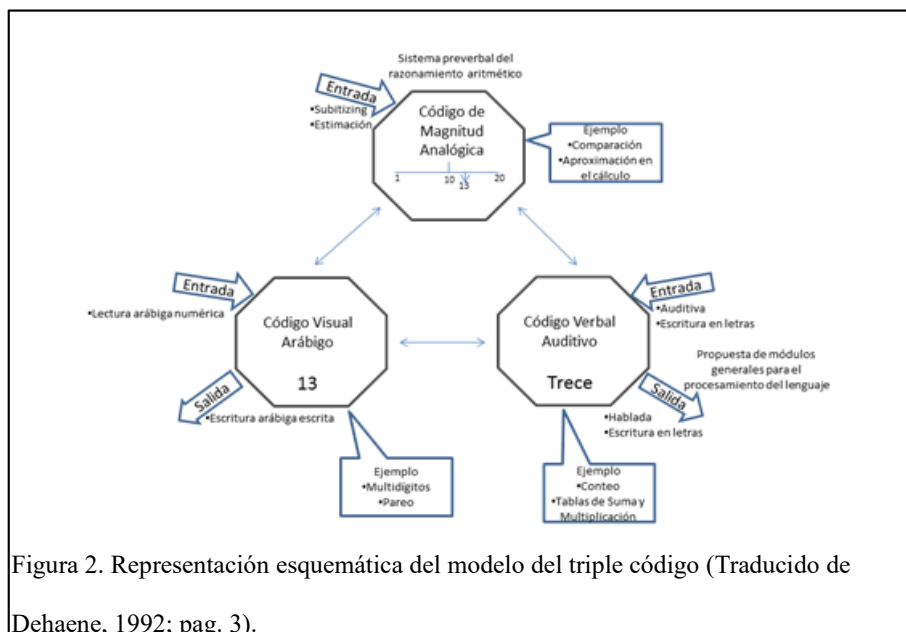 Sistema preverbal del
razonamiento aritmético
Entrada
•Subitizing
•Estimación
Código de
Magnitud
Analógica
1
10
13
20
Ejemplo
•Comparación
•Aproximación en
el cálculo
Entrada
•Lectura arábiga numérica
Código Visual
Arábigo
13
Salida
•Escritura arábiga escrita
Ejemplo
•Multidígitos
•Pareo
Entrada
•Auditiva
•Escritura en letras
Código Verbal
Auditivo
Trece
Propuesta de módulos
generales para el
procesamiento del lenguaje
Salida
•Hablada
•Escritura en letras
Ejemplo
•Conteo
•Tablas de Suma y
Multiplicación
Figura 2. Representación esquemática del modelo del triple código (Traducido de
Dehaene, 1992; pag. 3).